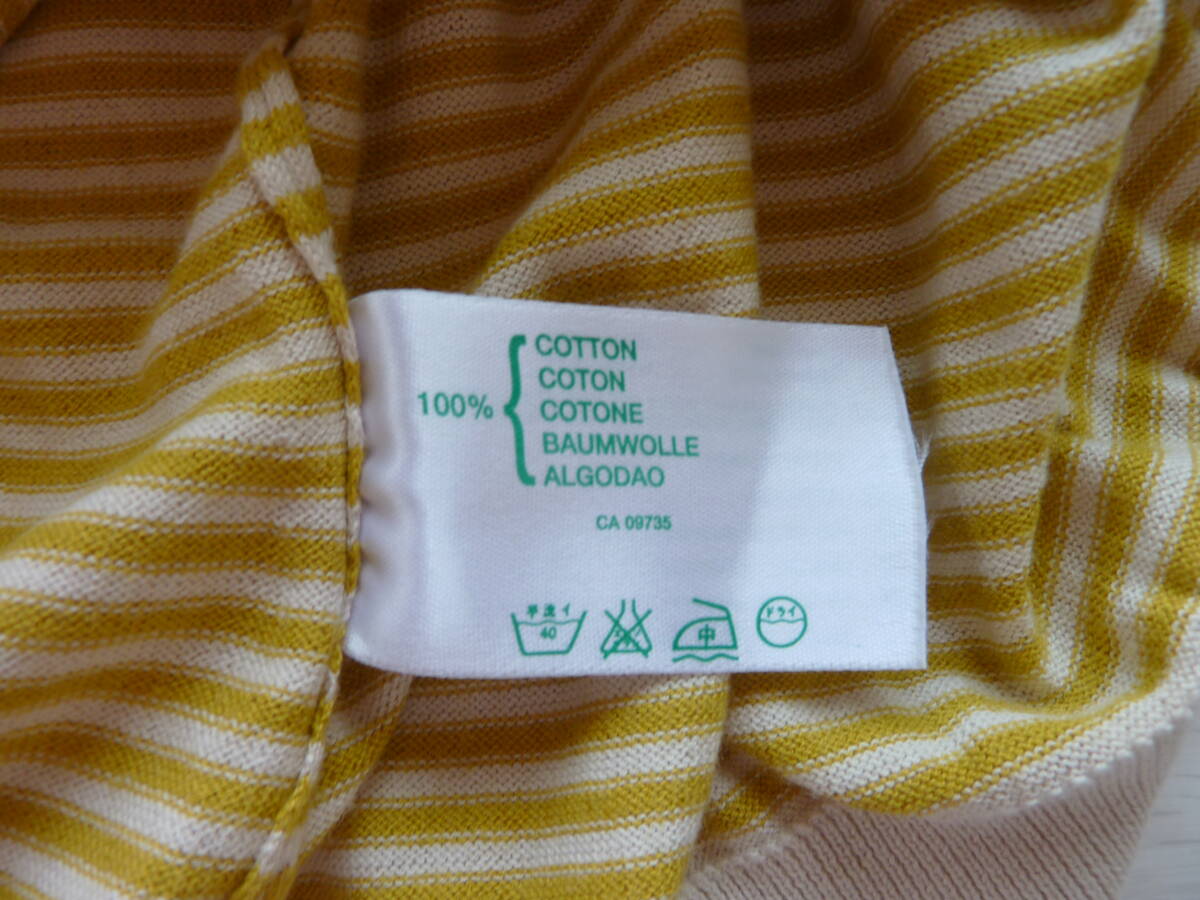 100%
COTTON
COTON
COTONE
BAUMWOLLE
ALGODAO
CA 09735
手洗イ
40
中
ドライ